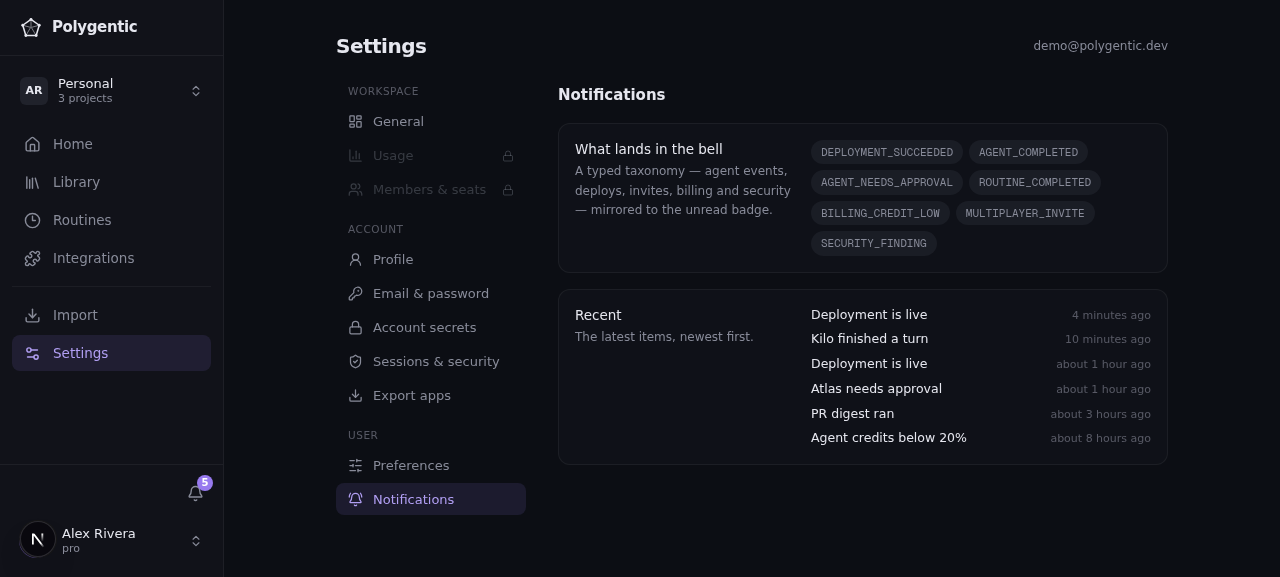 Polygentic
AR
Personal
3 projects
Home
Library
Routines
Integrations
Import
Settings
5
N
Alex Rivera
pro
Settings
demo@polygentic.dev
WORKSPACE
General
Usage
Members & seats
ACCOUNT
Profile
Email & password
Account secrets
Sessions & security
Export apps
USER
Preferences
Notifications
Notifications
What lands in the bell
A typed taxonomy — agent events,
deploys, invites, billing and security
— mirrored to the unread badge.
DEPLOYMENT_SUCCEEDED AGENT_COMPLETED
AGENT_NEEDS_APPROVAL ROUTINE_COMPLETED
BILLING_CREDIT_LOW MULTIPLAYER_INVITE
SECURITY_FINDING
Recent
The latest items, newest first.
Deployment is live 4 minutes ago
Kilo finished a turn 10 minutes ago
Deployment is live about 1 hour ago
Atlas needs approval about 1 hour ago
PR digest ran about 3 hours ago
Agent credits below 20% about 8 hours ago